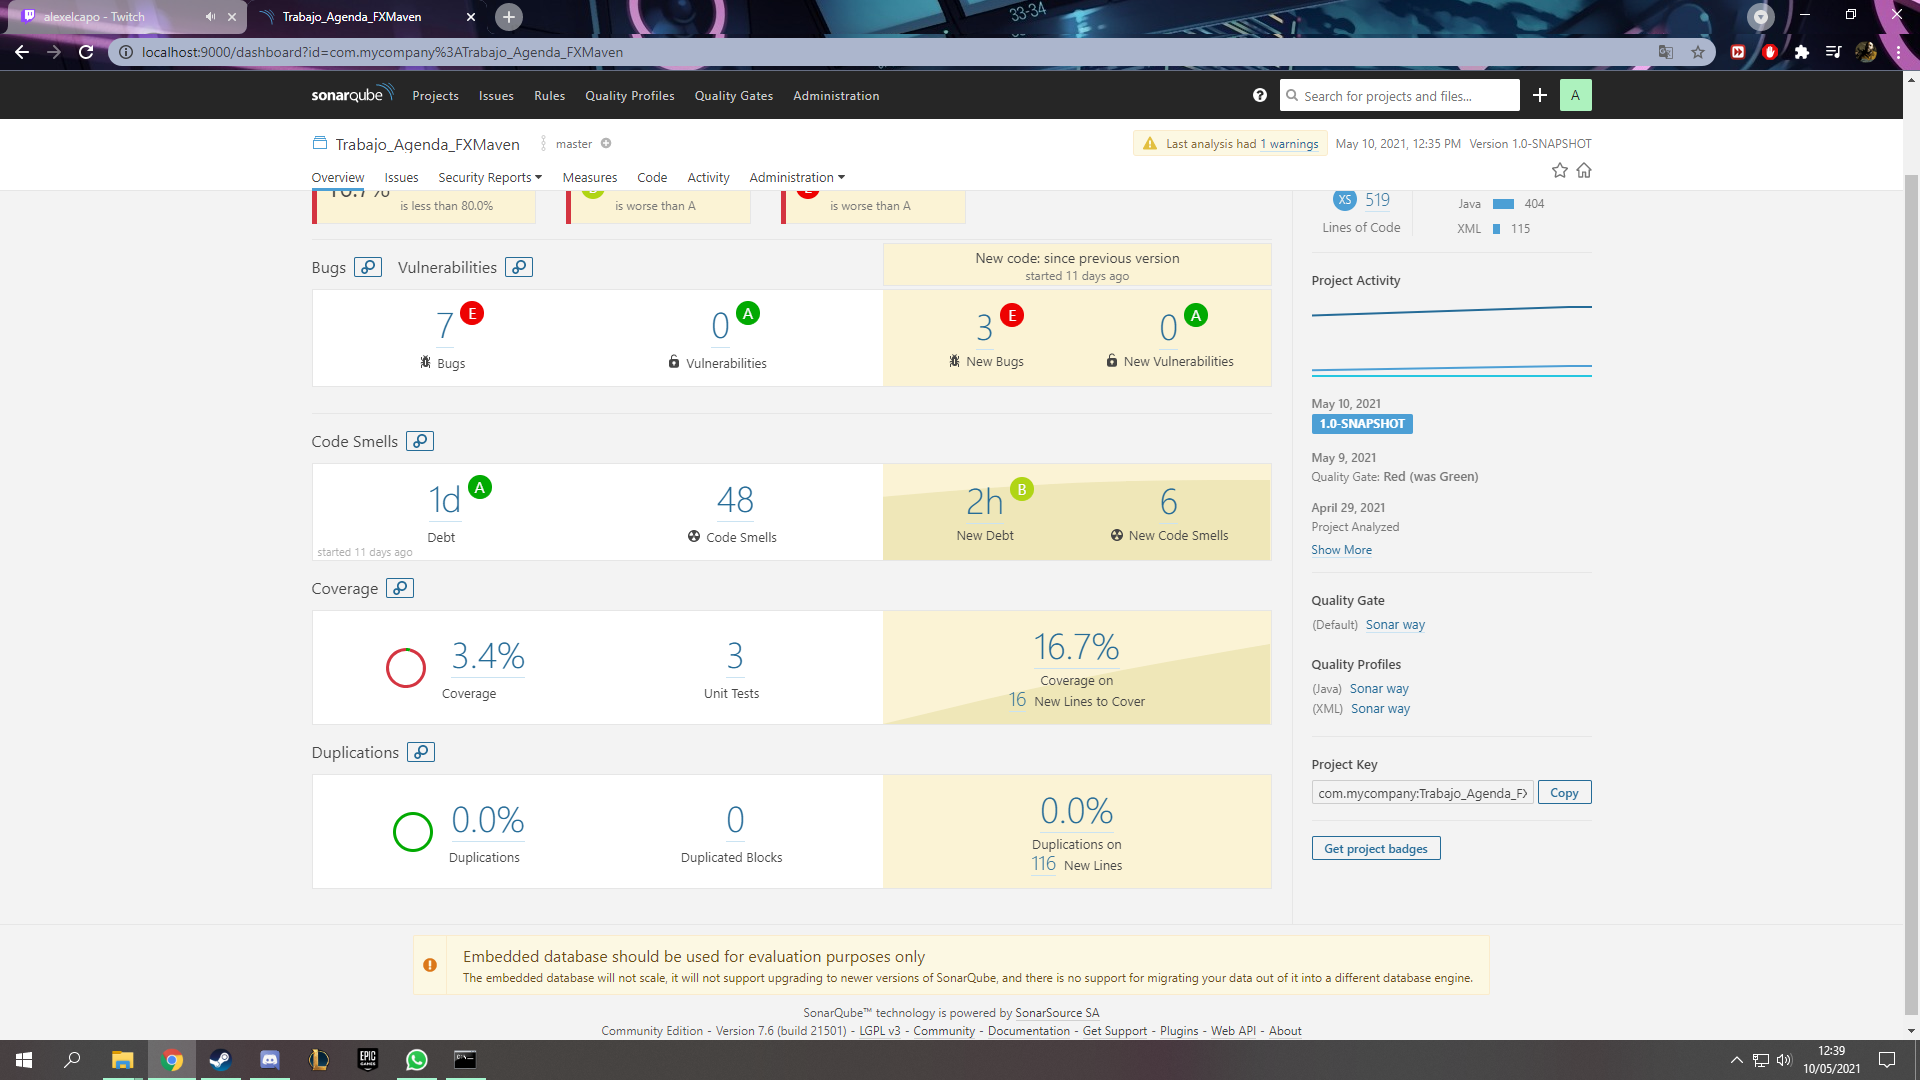 alexelcapo - Twitch
Trabajo_Agenda_FXMaven
33-34
localhost:9000/dashboard?id=com.mycompany%3ATrabajo_Agenda_FXMaven
sonarqube
Projects
Issues
Rules
Quality Profiles
Quality Gates
Administration
Search for projects and files...
A
Trabajo_Agenda_FXMaven
master
Last analysis had 1 warnings
May 10, 2021, 12:35 PM
Version 1.0-SNAPSHOT
Overview
Issues
Security Reports
Measures
Code
Activity
Administration
16.7%
is less than 80.0%
is worse than A
E
is worse than A
XS
519
Lines of Code
Java
404
XML
115
Bugs
Vulnerabilities
New code: since previous version
started 11 days ago
7
E
Bugs
0
A
Vulnerabilities
3
E
New Bugs
0
A
New Vulnerabilities
Code Smells
1d
A
Debt
started 11 days ago
48
Code Smells
2h
B
New Debt
6
New Code Smells
Coverage
3.4%
Coverage
3
Unit Tests
16.7%
Coverage on
16 New Lines to Cover
Duplications
0.0%
Duplications
0
Duplicated Blocks
0.0%
Duplications on
116 New Lines
Project Activity
May 10, 2021
1.0-SNAPSHOT
May 9, 2021
Quality Gate: Red (was Green)
April 29, 2021
Project Analyzed
Show More
Quality Gate
(Default) Sonar way
Quality Profiles
(Java) Sonar way
(XML) Sonar way
Project Key
com.mycompany:Trabajo_Agenda_FX
Copy
Get project badges
Embedded database should be used for evaluation purposes only
The embedded database will not scale, it will not support upgrading to newer versions of SonarQube, and there is no support for migrating your data out of it into a different database engine.
SonarQube™ technology is powered by SonarSource SA
Community Edition - Version 7.6 (build 21501) - LGPL v3 - Community - Documentation - Get Support - Plugins - Web API - About
EPIC
GAMES
12:39
10/05/2021